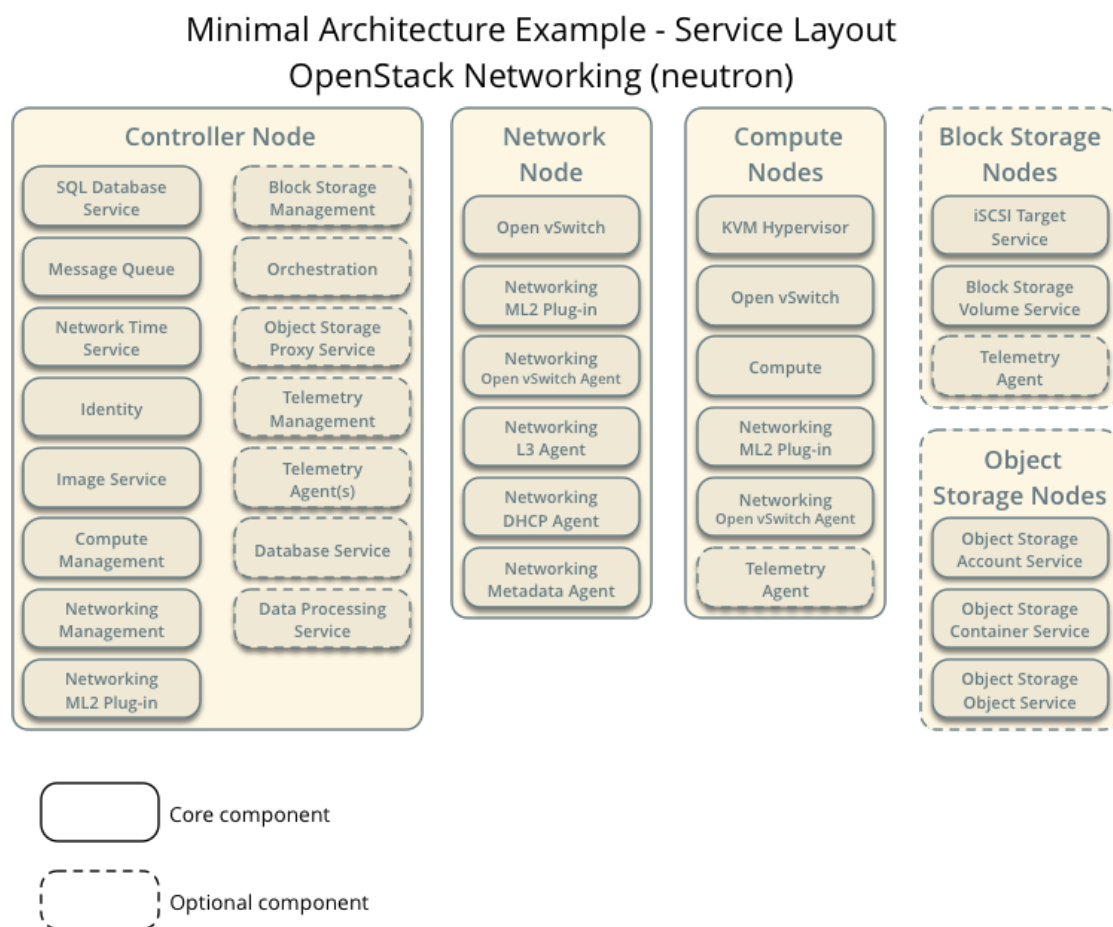 Minimal Architecture Example - Service Layout
OpenStack Networking (neutron)
Controller Node
SQL Database
Service
Message Queue
Network Time
Service
Identity
Image Service
Compute
Management
Networking
Management
Networking
ML2 Plug-in
Block Storage
Management
Orchestration
Object Storage
Proxy Service
Telemetry
Management
Telemetry
Agent(s)
Database Service
Data Processing
Service
Network
Node
Open vSwitch
Networking
ML2 Plug-in
Networking
Open vSwitch Agent
Networking
L3 Agent
Networking
DHCP Agent
Networking
Metadata Agent
Compute
Nodes
KVM Hypervisor
Open vSwitch
Compute
Networking
ML2 Plug-in
Networking
Open vSwitch Agent
Telemetry
Agent
Block Storage
Nodes
iSCSI Target
Service
Block Storage
Volume Service
Telemetry
Agent
Object
Storage Nodes
Object Storage
Account Service
Object Storage
Container Service
Object Storage
Object Service
Core component
Optional component